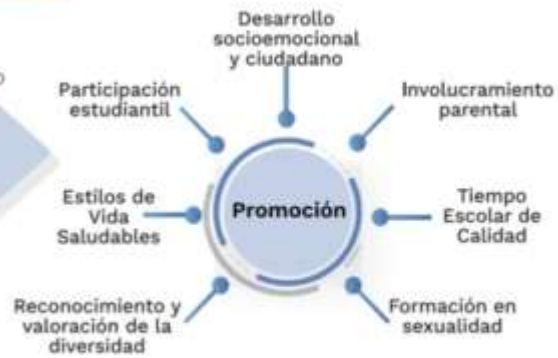 Desarrollo
socioemocional
y ciudadano
Participación
estudiantil
Involucramiento
parental
Estilos de
Vida
Saludables
Promoción
Tiempo
Escolar de
Calidad
Reconocimiento y
valoración de la
diversidad
Formación en
sexualidad